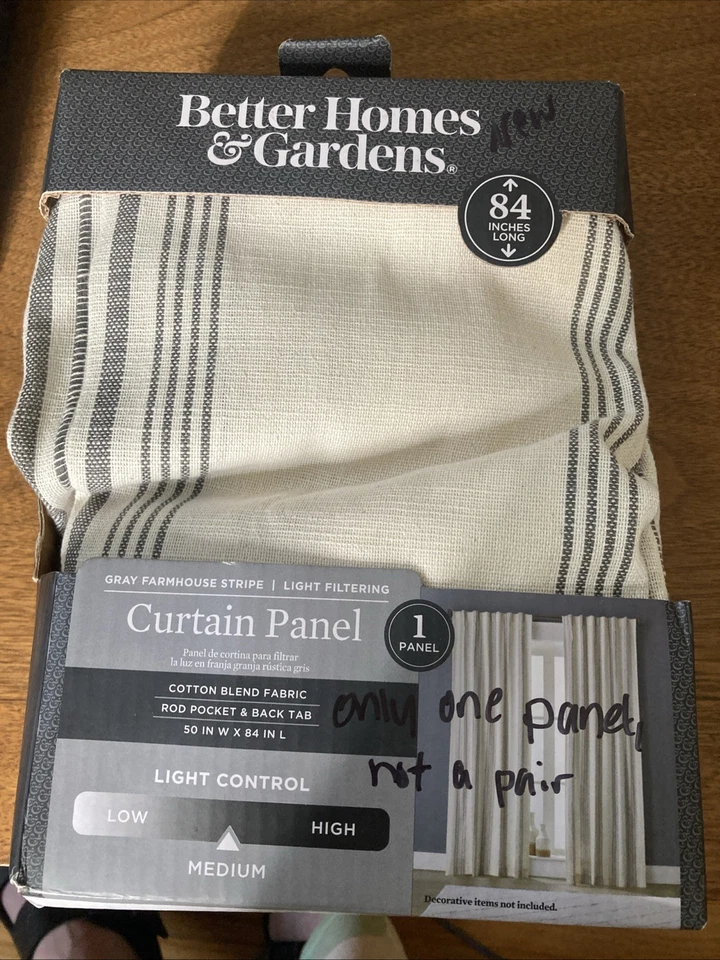 Better Homes
& Gardens®
New
84
INCHES
LONG
GRAY FARMHOUSE STRIPE | LIGHT FILTERING
Curtain Panel
Panel de cortina para filtrar
la luz en franja granja rústica gris
1
PANEL
COTTON BLEND FABRIC
ROD POCKET & BACK TAB
50 IN W X 84 IN L
only one panel,
not a pair
LIGHT CONTROL
LOW
HIGH
MEDIUM
Decorative items not included.